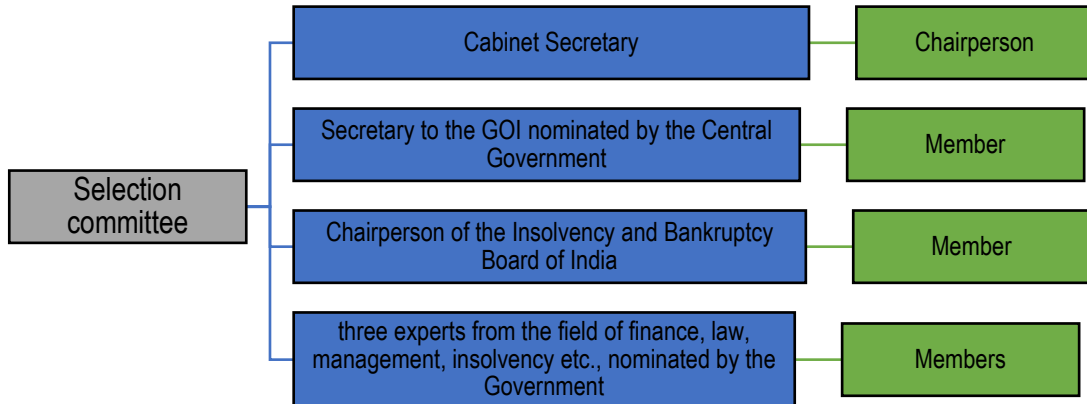 Cabinet Secretary
Chairperson
Secretary to the GOI nominated by the Central
Government
Member
Selection
committee
Chairperson of the Insolvency and Bankruptcy
Board of India
Member
three experts from the field of finance, law,
management, insolvency etc., nominated by the
Government
Members